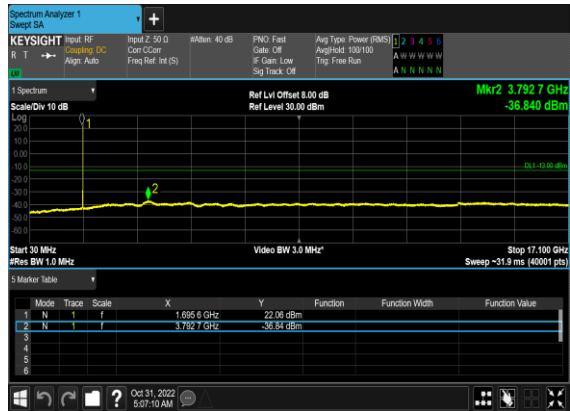 Spectrum Analyzer 1
Swept SA
+
KEYSIGHT Input: RF Input Z: 50 Ω #Atten: 40 dB PNO: Fast Avg Type: Power (RMS) 1 2 3 4 5 6
R T Coupling: DC Corr CCorr Gate: Off Avg|Hold: 100/100 A W W W W W
Align: Auto Freq Ref: Int (S) IF Gain: Low Trig: Free Run
LU Sig Track: Off A N N N N N
1 Spectrum Ref Lvl Offset 8.00 dB Mkr2 3.792 7 GHz
Scale/Div 10 dB Ref Level 30.00 dBm -36.840 dBm
Log
1
20.0
10.0
0.00
-10.0 DL1 -13.00 dBm
-20.0
-30.0 2
-40.0
-50.0
-60.0
Start 30 MHz Video BW 3.0 MHz* Stop 17.100 GHz
#Res BW 1.0 MHz Sweep ~31.9 ms (40001 pts)
5 Marker Table
Mode Trace Scale X Y Function Function Width Function Value
1 N 1 f 1.695 6 GHz 22.06 dBm
2 N 1 f 3.792 7 GHz -36.84 dBm
3
4
5
6
? Oct 31, 2022
5:07:10 AM